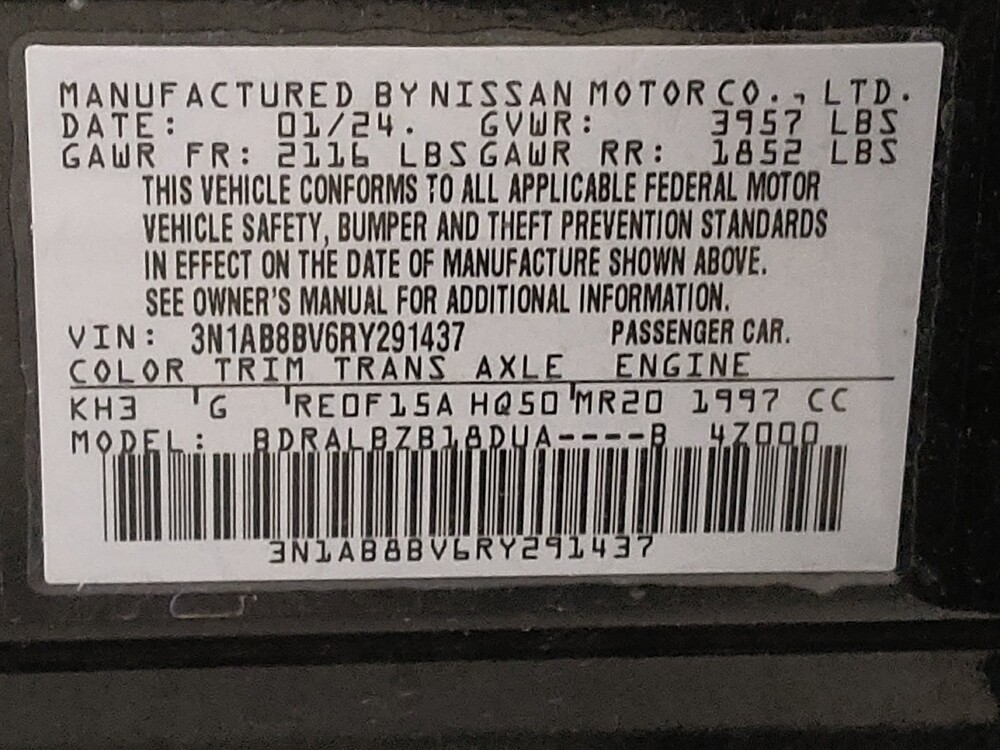 MANUFACTURED BY NISSAN MOTOR CO., LTD.
DATE: 01/24. GVWR: 3957 LBS
GAWR FR: 2116 LBS GAWR RR: 1852 LBS
THIS VEHICLE CONFORMS TO ALL APPLICABLE FEDERAL MOTOR
VEHICLE SAFETY, BUMPER AND THEFT PREVENTION STANDARDS
IN EFFECT ON THE DATE OF MANUFACTURE SHOWN ABOVE.
SEE OWNER'S MANUAL FOR ADDITIONAL INFORMATION.
VIN: 3N1AB8BV6RY291437 PASSENGER CAR.
COLOR TRIM TRANS AXLE ENGINE
KH3 G RE0F15A HQ50 MR20 1997 CC
MODEL: BDRALBZB18DUA----B 4Z000
3N1AB8BV6RY291437